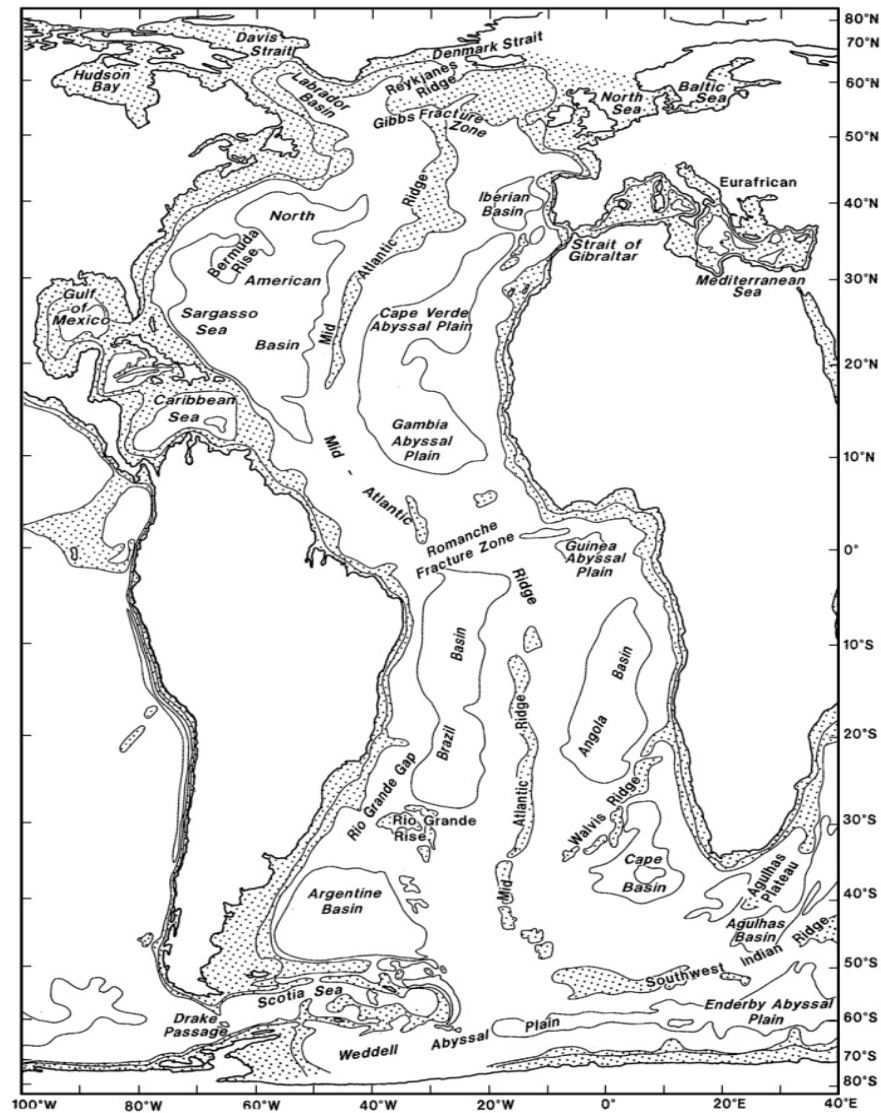 80°N
Davis
Strait
Denmark Strait
70°N
Hudson
Bay
Labrador
Basin
Reykjanes
Ridge
60°N
North
Sea
Baltic
Sea
Gibbs Fracture
Zone
50°N
Ridge
Iberian
Basin
Eurafrican
North
40°N
Bermuda
Rise
Atlantic
Strait of
Gibraltar
American
Mediterranean
Sea
30°N
Gulf
of
Mexico
Sargasso
Sea
Cape Verde
Abyssal Plain
Basin
Mid
20°N
Caribbean
Sea
Gambia
Abyssal
Plain
Mid
-
10°N
Atlantic
Romanche
Fracture Zone
Guinea
Abyssal
Plain
0°
Ridge
Basin
Basin
10°S
Ridge
Angola
Brazil
20°S
Rio Grande Gap
Atlantic
Walvis Ridge
Rio Grande
Rise
30°S
Cape
Basin
Agulhas
Plateau
Argentine
Basin
Mid
40°S
Agulhas
Basin
Southwest Indian Ridge
50°S
Scotia Sea
Enderby Abyssal
Plain
Drake
Passage
60°S
Weddell Abyssal Plain
70°S
80°S
100°W 80°W 60°W 40°W 20°W 0° 20°E 40°E